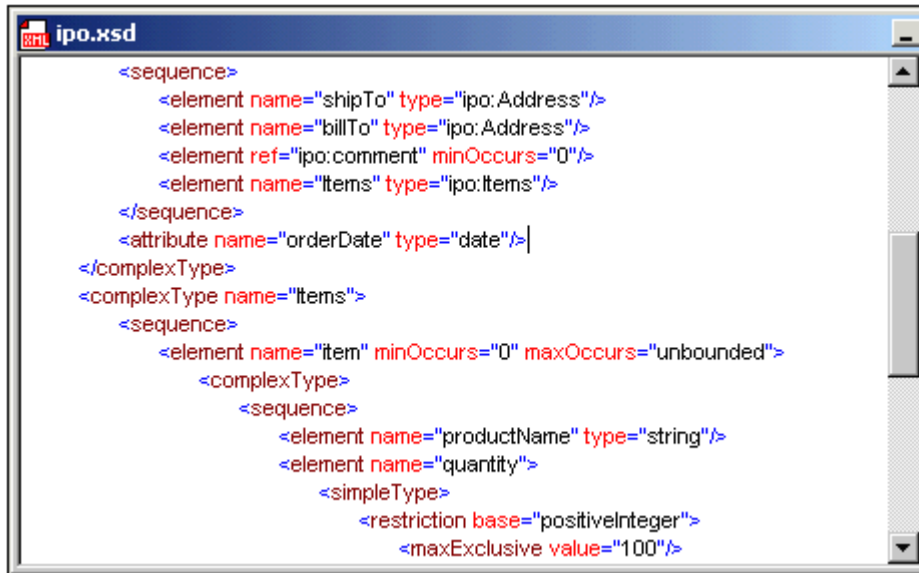 XML ipo.xsd
<sequence>
<element name="shipTo" type="ipo:Address"/>
<element name="billTo" type="ipo:Address"/>
<element ref="ipo:comment" minOccurs="0"/>
<element name="Items" type="ipo:Items"/>
</sequence>
<attribute name="orderDate" type="date"/>
</complexType>
<complexType name="Items">
<sequence>
<element name="item" minOccurs="0" maxOccurs="unbounded">
<complexType>
<sequence>
<element name="productName" type="string"/>
<element name="quantity">
<simpleType>
<restriction base="positiveInteger">
<maxExclusive value="100"/>